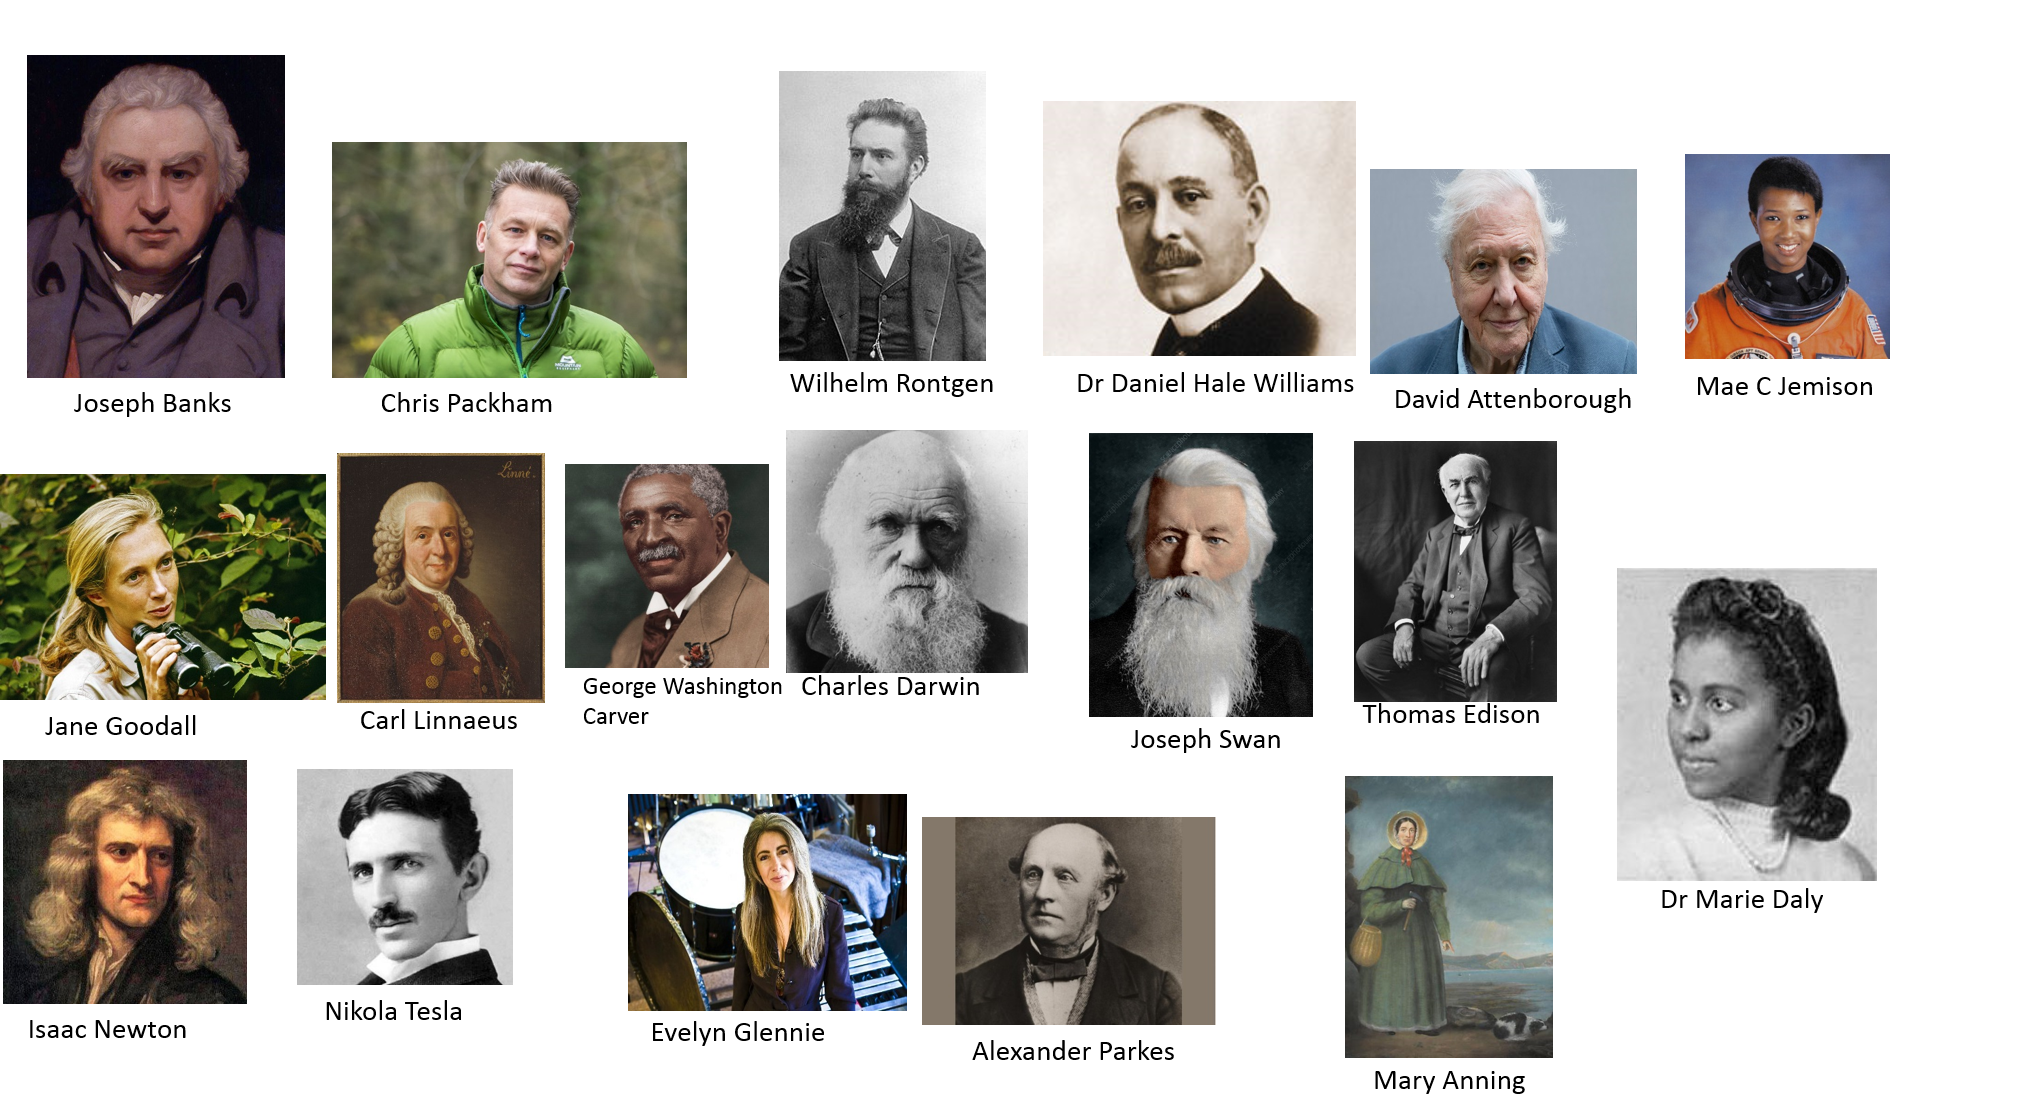 Joseph Banks
Chris Packham
Wilhelm Rontgen
Dr Daniel Hale Williams
David Attenborough
Mae C Jemison
Linné.
Jane Goodall
Carl Linnaeus
George Washington
Carver
Charles Darwin
Joseph Swan
Thomas Edison
Dr Marie Daly
Isaac Newton
Nikola Tesla
Evelyn Glennie
Alexander Parkes
Mary Anning